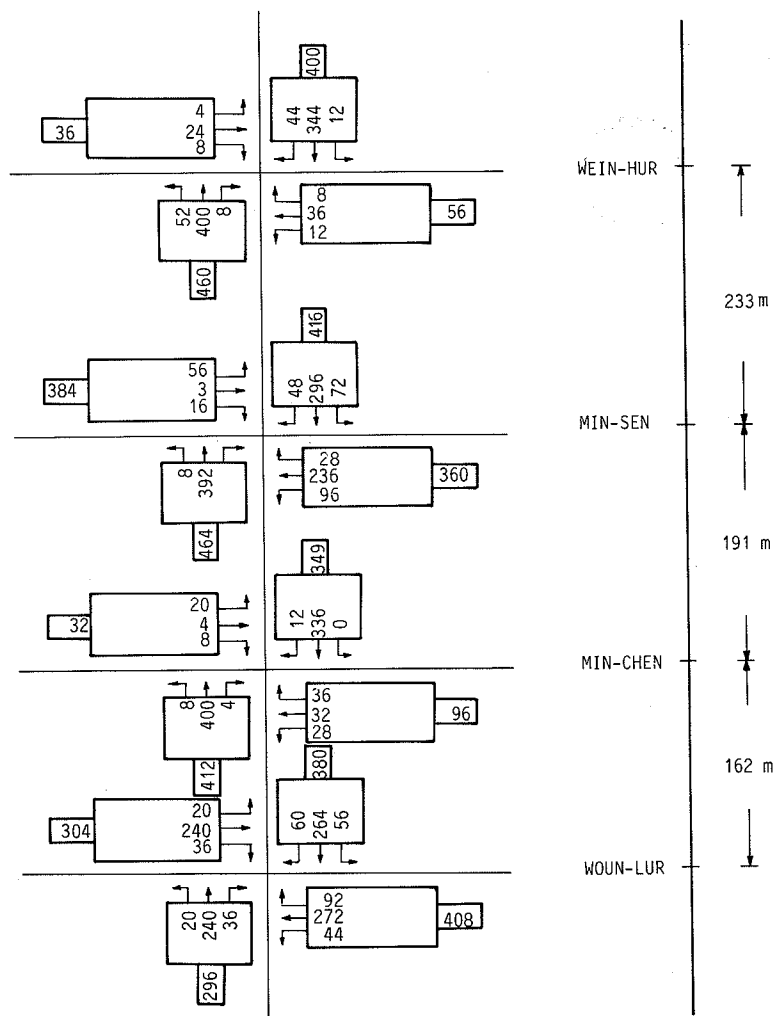 400
44 344 12
4
36 24
8
WEIN-HUR
52 400 8
8
36 56
12
460
233 m
416
48 296 72
56
384 3
16
MIN-SEN
8 392
28
236 360
96
464
191 m
349
12 336 0
20
32 4
8
MIN-CHEN
8 400 4
36
32 96
28
412
162 m
380
60 264 56
20
304 240
36
WOUN-LUR
20 240 36
92
272 408
44
296